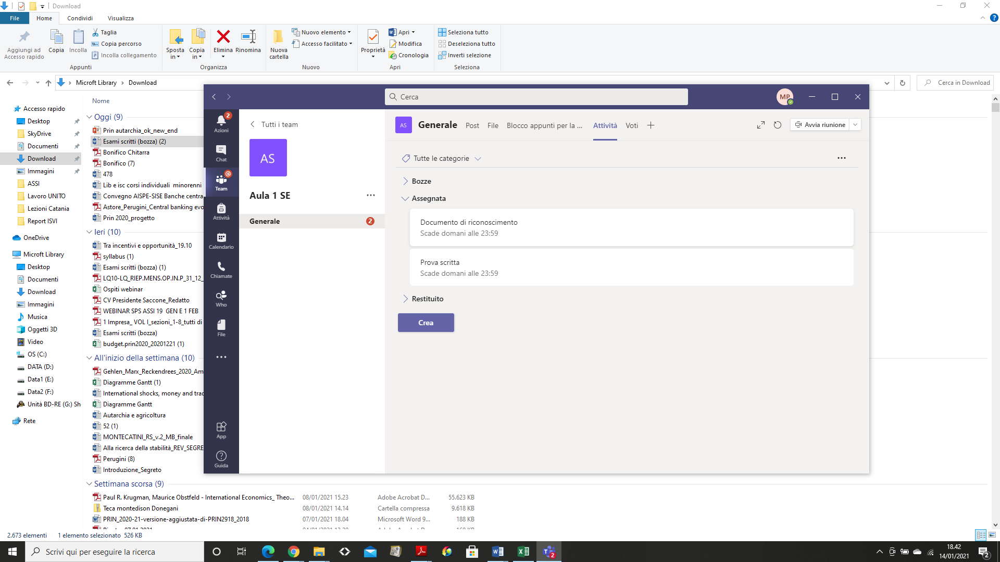 Download
File
Home
Condividi
Visualizza
Aggiungi ad
Accesso rapido
Copia
Incolla
Taglia
Copia percorso
Incolla collegamento
Appunti
Sposta
in
Copia
in
Elimina
Rinomina
Organizza
Nuova
cartella
Nuovo elemento
Accesso facilitato
Nuovo
Proprietà
Apri
Modifica
Cronologia
Apri
Seleziona tutto
Deseleziona tutto
Inverti selezione
Seleziona
Microft Library > Download
Cerca in Download
Accesso rapido
Desktop
SkyDrive
Documenti
Download
Immagini
ASSI
Lavoro UNITO
Lezioni Catania
Report ISVI
OneDrive
Microft Library
Desktop
Documenti
Download
Immagini
Musica
Oggetti 3D
Video
OS (C:)
DATA (D:)
Data1 (E:)
Data2 (F:)
Unità BD-RE (G:) Sh
Rete
Nome
Oggi (9)
Prin autarchia_ok_new_end
Esami scritti (bozza) (2)
Bonifico Chitarra
Bonifico (7)
478
Lib e isc corsi individuali minorenni
Convegno AISPE-SISE Banche centra
Astore_Perugini_Central banking evo
Prin 2020_progetto
Ieri (10)
Tra incentivi e opportunità_19.10
syllabus (1)
Esami scritti (bozza) (1)
LQ10-LQ_RIEP.MENS.OP.IN.P_31_12_
Ospiti webinar
CV Presidente Saccone_Redatto
WEBINAR SPS ASSI 19 GEN E 1 FEB
1 Impresa_ VOL I_sezioni_1-8_tutti di
Esami scritti (bozza)
budget.prin2020_20201221 (1)
All'inizio della settimana (10)
Gehlen_Marx_Reckendrees_2020_Am
Diagramme Gantt (1)
International shocks, money and trad
Diagramme Gantt
Autarchia e agricoltura
52 (1)
MONTECATINI_RS_v.2_MB_finale
Alla ricerca della stabilità_REV_SEGRE
Perugini (8)
Introduzione_Segreto
Settimana scorsa (9)
Paul R. Krugman, Maurice Obstfeld - International Economics_ Theo... 08/01/2021 15.23 Adobe Acrobat D... 55.623 KB
Teca montedison Donegani 08/01/2021 14.14 Cartella compressa 9.618 KB
PRIN_2020-21-versione-aggiustata-di-PRIN2918_2018 07/01/2021 18.04 Microsoft Word 9... 188 KB
2.673 elementi 1 elemento selezionato 526 KB
Cerca
MP
2
Azioni
Chat
@
Team
Attività
Calendario
Chiamate
Who
File
App
Guida
Tutti i team
AS
Aula 1 SE
Generale 2
AS
Generale
Post
File
Blocco appunti per la ...
Attività
Voti
Avvia riunione
Tutte le categorie
Bozze
Assegnata
Documento di riconoscimento
Scade domani alle 23:59
Prova scritta
Scade domani alle 23:59
Restituito
Crea
Scrivi qui per eseguire la ricerca
2
18.42
14/01/2021
2